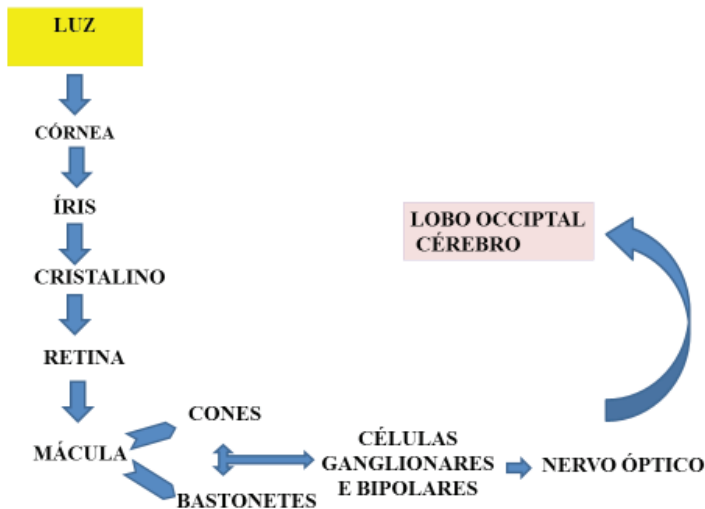 LUZ
CÓRNEA
ÍRIS
CRISTALINO
RETINA
MÁCULA
CONES
BASTONETES
CÉLULAS
GANGLIONARES
E BIPOLARES
NERVO ÓPTICO
LOBO OCCIPTAL
CÉREBRO